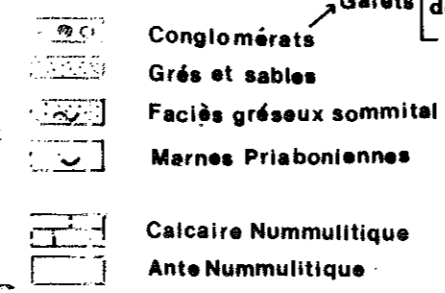 Galets
Conglomérats
Grés et sables
Faciès gréseux sommital
Marnes Priaboniennes
Calcaire Nummulitique
Ante Nummulitique